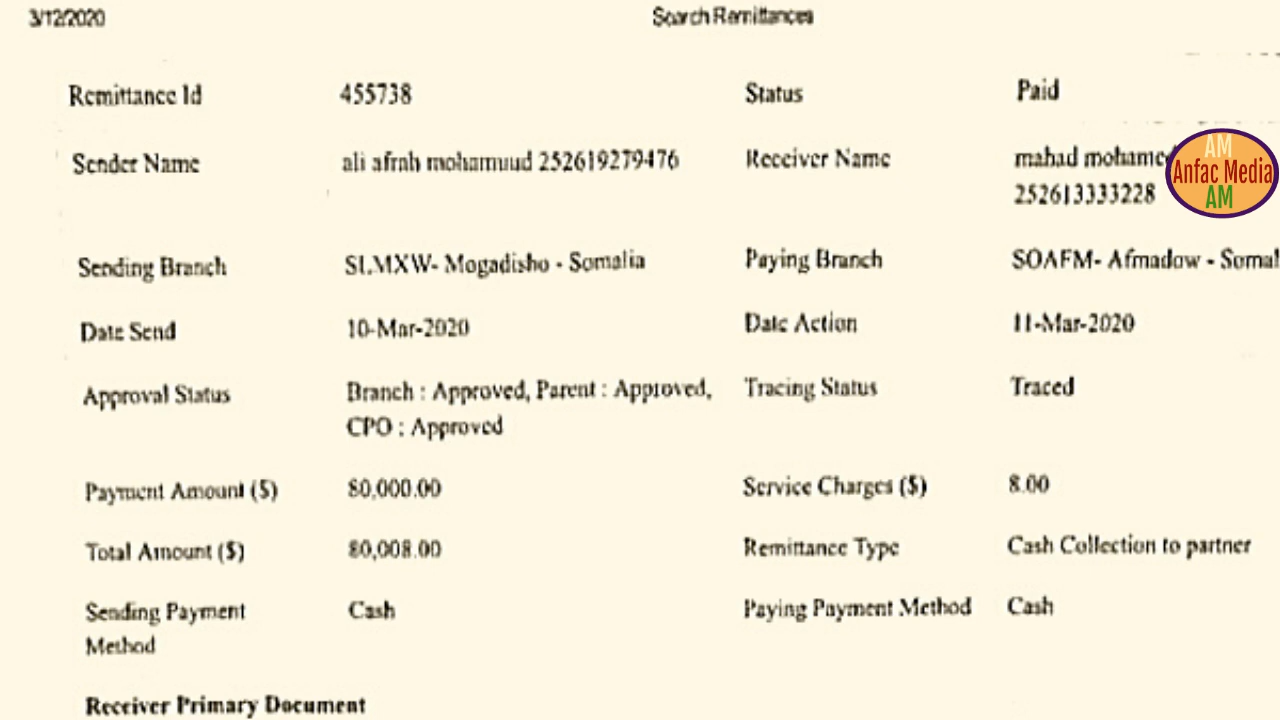 3/12/2020 Search Remittances
Remittance Id 455738 Status Paid
Sender Name ali afrah mohamuud 252619279476 Receiver Name mahad
252613333228
AM
Anfac Media
AM
Sending Branch SLMXW- Mogadisho - Somalia Paying Branch SOAFM- Afmadow - Somal
Date Send 10-Mar-2020 Date Action 11-Mar-2020
Approval Status Branch : Approved, Parent : Approved, Tracing Status Traced
CPO : Approved
Payment Amount ($) 80,000.00 Service Charges ($) 8.00
Total Amount ($) 80,008.00 Remittance Type Cash Collection to partner
Sending Payment Cash Paying Payment Method Cash
Method
Receiver Primary Document